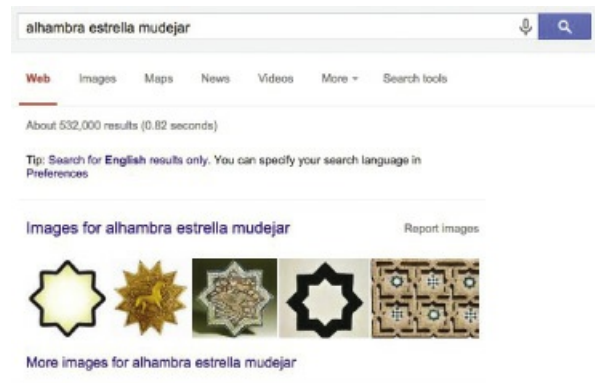 alhambra estrella mudejar
Web Images Maps News Videos More Search tools
About 532,000 results (0.82 seconds)
Tip: Search for English results only. You can specify your search language in
Preferences
Images for alhambra estrella mudejar Report images
More images for alhambra estrella mudejar